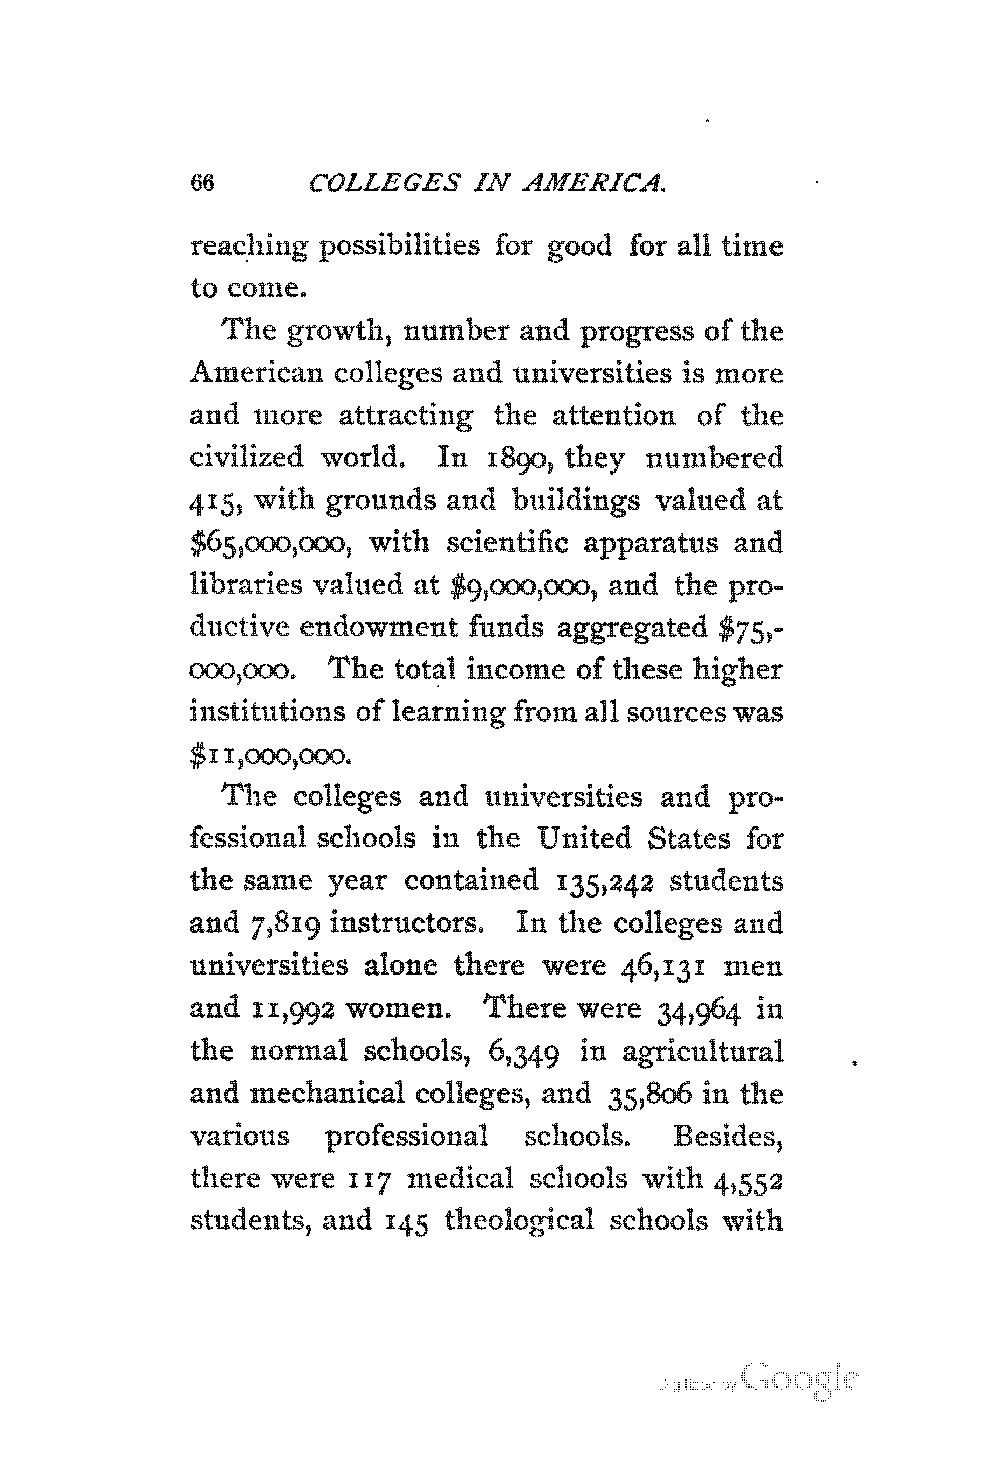 66 COLLEGES IN AMERICA.
reaching possibilities for good for all time
to come.
The growth, number and progress of the
American colleges and universities is more
and more attracting the attention of the
civilized world. In 1890, they numbered
415, with grounds and buildings valued at
$65,000,000, with scientific apparatus and
libraries valued at $9,000,000, and the pro-
ductive endowment funds aggregated $75,-
000,000. The total income of these higher
institutions of learning from all sources was
$11,000,000.
The colleges and universities and pro-
fessional schools in the United States for
the same year contained 135,242 students
and 7,819 instructors. In the colleges and
universities alone there were 46,131 men
and 11,992 women. There were 34,964 in
the normal schools, 6,349 in agricultural
and mechanical colleges, and 35,806 in the
various professional schools. Besides,
there were 117 medical schools with 4,552
students, and 145 theological schools with
Digitized by Google